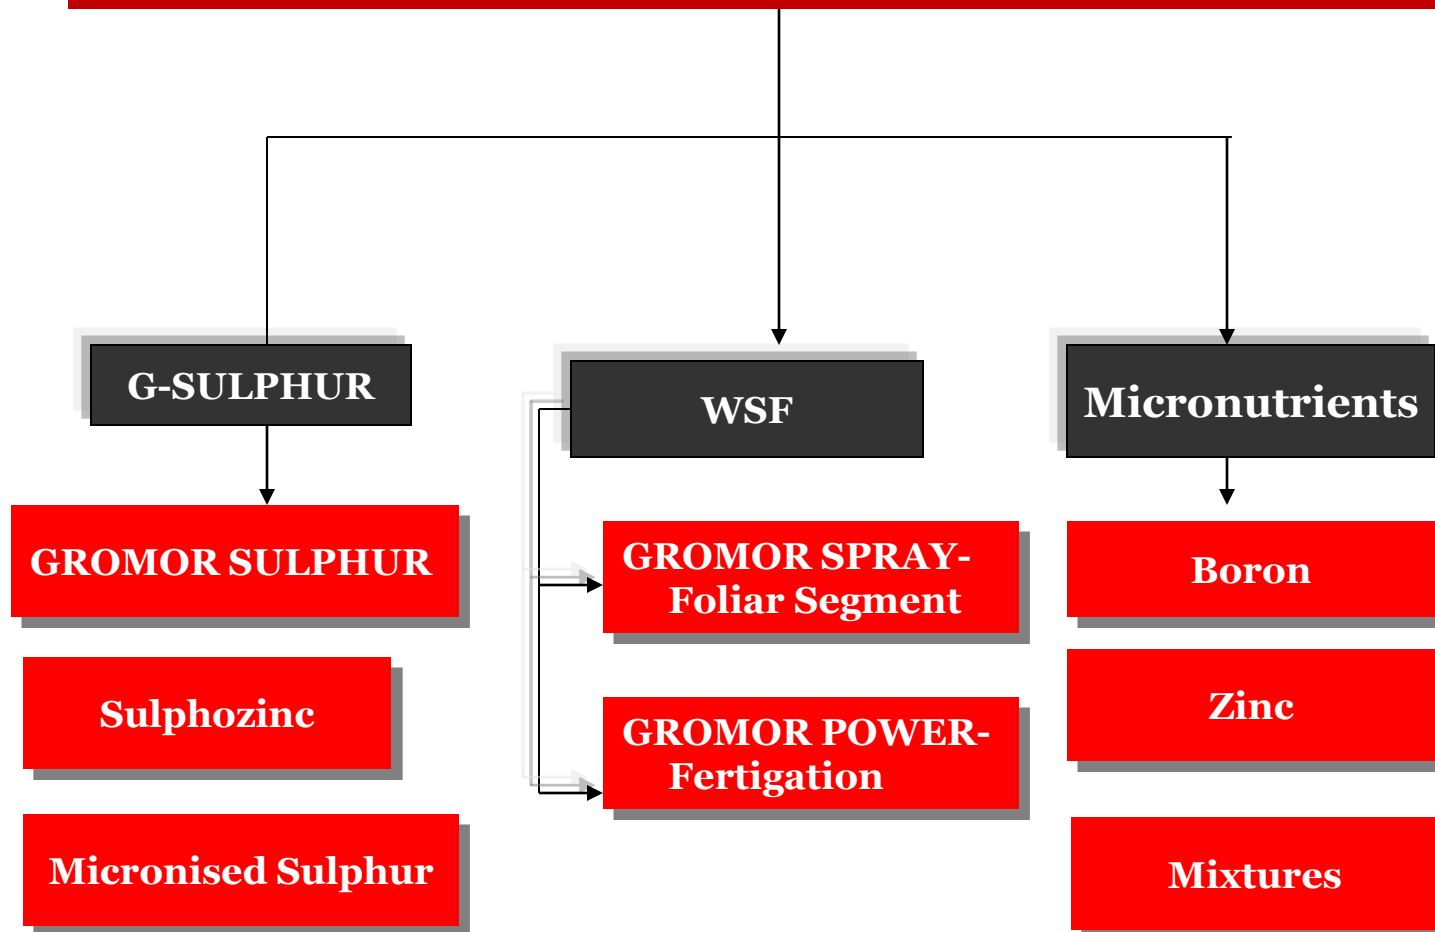 G-SULPHUR
WSF
Micronutrients
GROMOR SULPHUR
Sulphozinc
Micronised Sulphur
GROMOR SPRAY-
Foliar Segment
GROMOR POWER-
Fertigation
Boron
Zinc
Mixtures